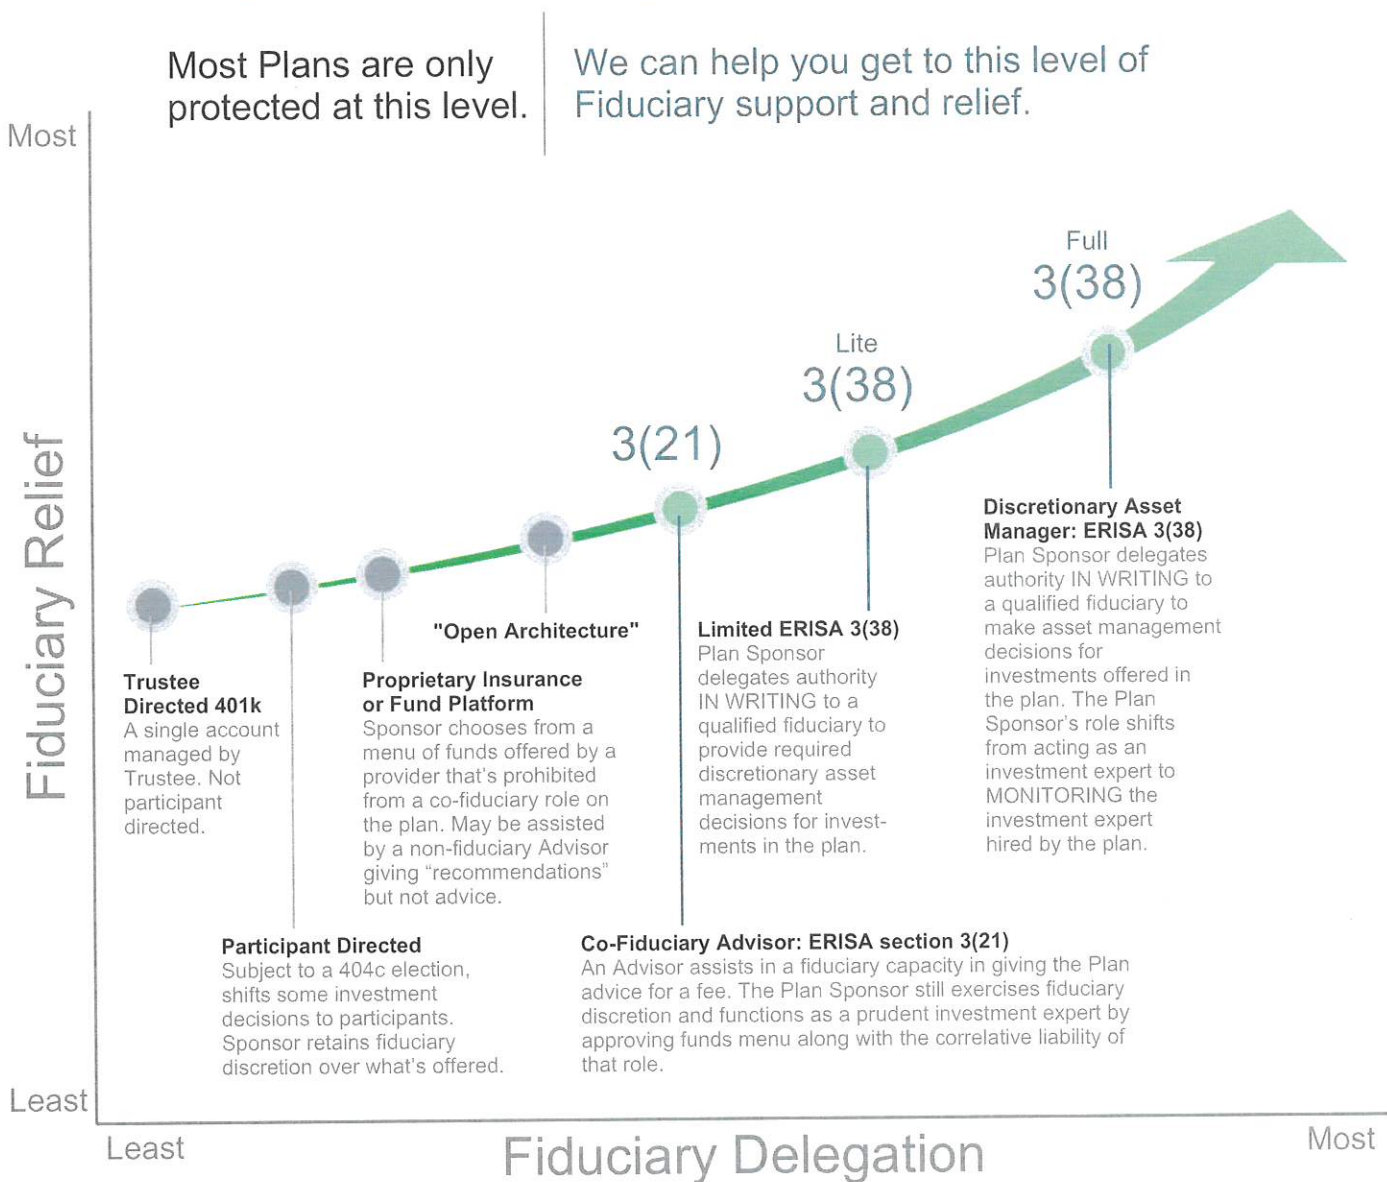 Most Plans are only
protected at this level.
We can help you get to this level of
Fiduciary support and relief.
Most
Fiduciary Relief
Least
Full
3(38)
Lite
3(38)
3(21)
Discretionary Asset
Manager: ERISA 3(38)
Plan Sponsor delegates
authority IN WRITING to
a qualified fiduciary to
make asset management
decisions for
investments offered in
the plan. The Plan
Sponsor's role shifts
from acting as an
investment expert to
MONITORING the
investment expert
hired by the plan.
"Open Architecture"
Limited ERISA 3(38)
Plan Sponsor
delegates authority
IN WRITING to a
qualified fiduciary to
provide required
discretionary asset
management
decisions for invest-
ments in the plan.
Trustee
Directed 401k
A single account
managed by
Trustee. Not
participant
directed.
Proprietary Insurance
or Fund Platform
Sponsor chooses from a
menu of funds offered by a
provider that's prohibited
from a co-fiduciary role on
the plan. May be assisted
by a non-fiduciary Advisor
giving “recommendations”
but not advice.
Participant Directed
Subject to a 404c election,
shifts some investment
decisions to participants.
Sponsor retains fiduciary
discretion over what's offered.
Co-Fiduciary Advisor: ERISA section 3(21)
An Advisor assists in a fiduciary capacity in giving the Plan
advice for a fee. The Plan Sponsor still exercises fiduciary
discretion and functions as a prudent investment expert by
approving funds menu along with the correlative liability of
that role.
Least
Fiduciary Delegation
Most